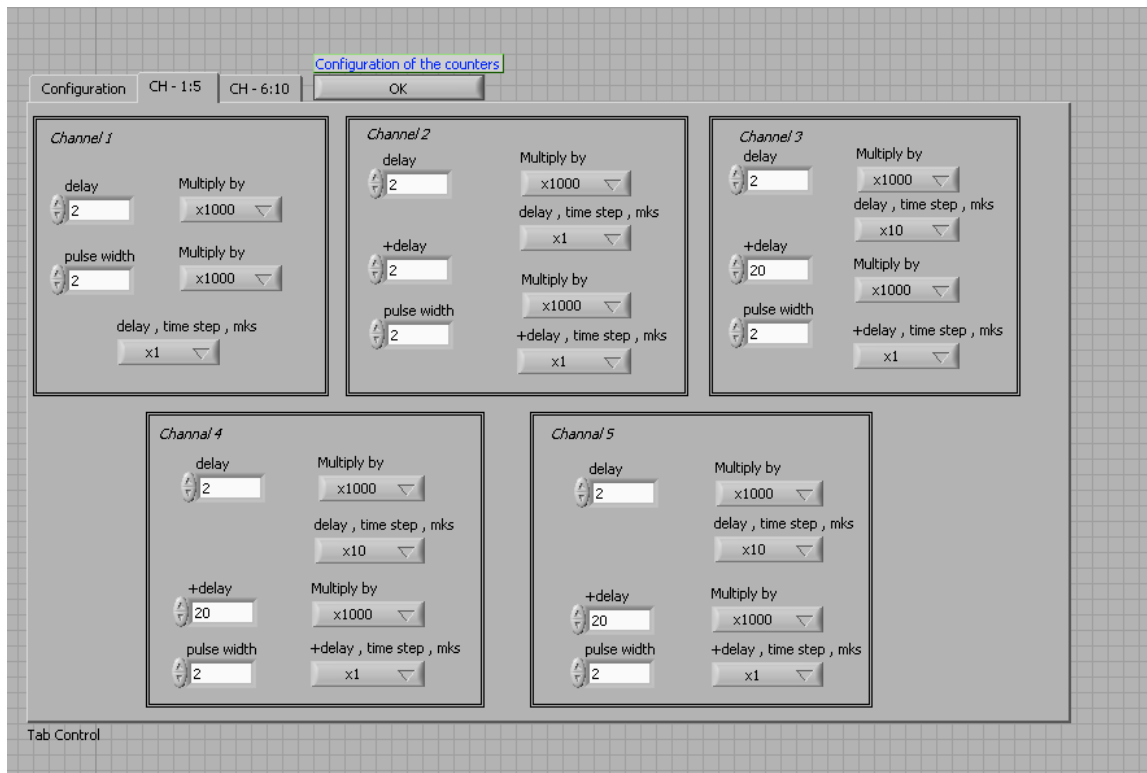 Configuration of the counters
Configuration
CH - 1:5
CH - 6:10
OK
Channel 1
delay
2
Multiply by
x1000
pulse width
2
Multiply by
x1000
delay , time step , mks
x1
Channel 2
delay
2
Multiply by
x1000
delay , time step , mks
x1
+delay
2
Multiply by
x1000
pulse width
2
+delay , time step , mks
x1
Channel 3
delay
2
Multiply by
x1000
delay , time step , mks
x10
+delay
20
Multiply by
x1000
pulse width
2
+delay , time step , mks
x1
Channal 4
delay
2
Multiply by
x1000
delay , time step , mks
x10
+delay
20
Multiply by
x1000
pulse width
2
+delay , time step , mks
x1
Channal 5
delay
2
Multiply by
x1000
delay , time step , mks
x10
+delay
20
Multiply by
x1000
pulse width
2
+delay , time step , mks
x1
Tab Control